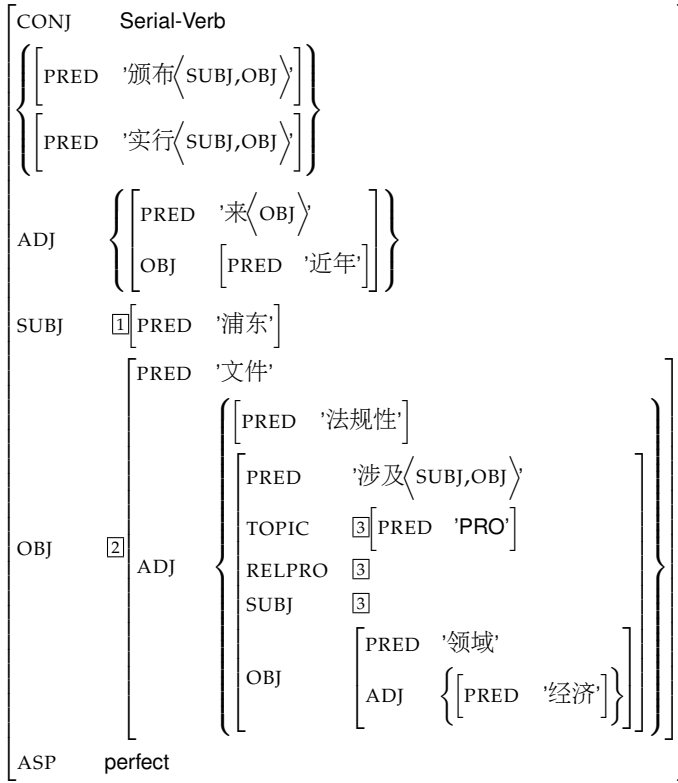 CONJ Serial-Verb
PRED '颁布〈SUBJ,OBJ〉'
PRED '实行〈SUBJ,OBJ〉'
PRED '来〈OBJ〉'
ADJ
OBJ [PRED '近年']
SUBJ 1[PRED '浦东']
PRED '文件'
[PRED '法规性']
PRED '涉及〈SUBJ,OBJ〉'
TOPIC 3[PRED 'PRO']
OBJ 2 ADJ RELPRO 3
SUBJ 3
PRED '领域'
OBJ
ADJ {[PRED '经济']}
ASP perfect